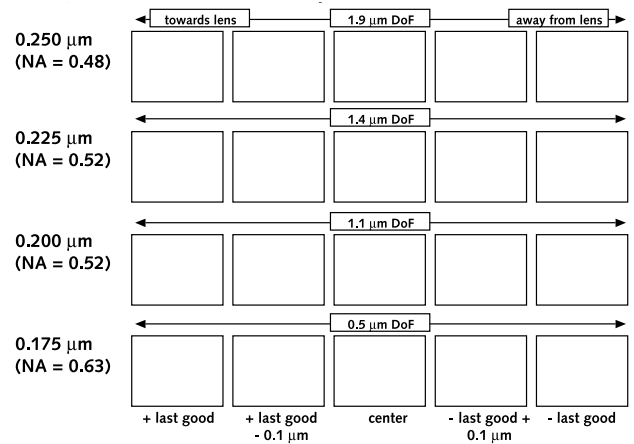 towards lens 1.9 μm DoF away from lens
0.250 μm
(NA = 0.48)
1.4 μm DoF
0.225 μm
(NA = 0.52)
1.1 μm DoF
0.200 μm
(NA = 0.52)
0.5 μm DoF
0.175 μm
(NA = 0.63)
+ last good + last good center - last good + - last good
- 0.1 μm 0.1 μm